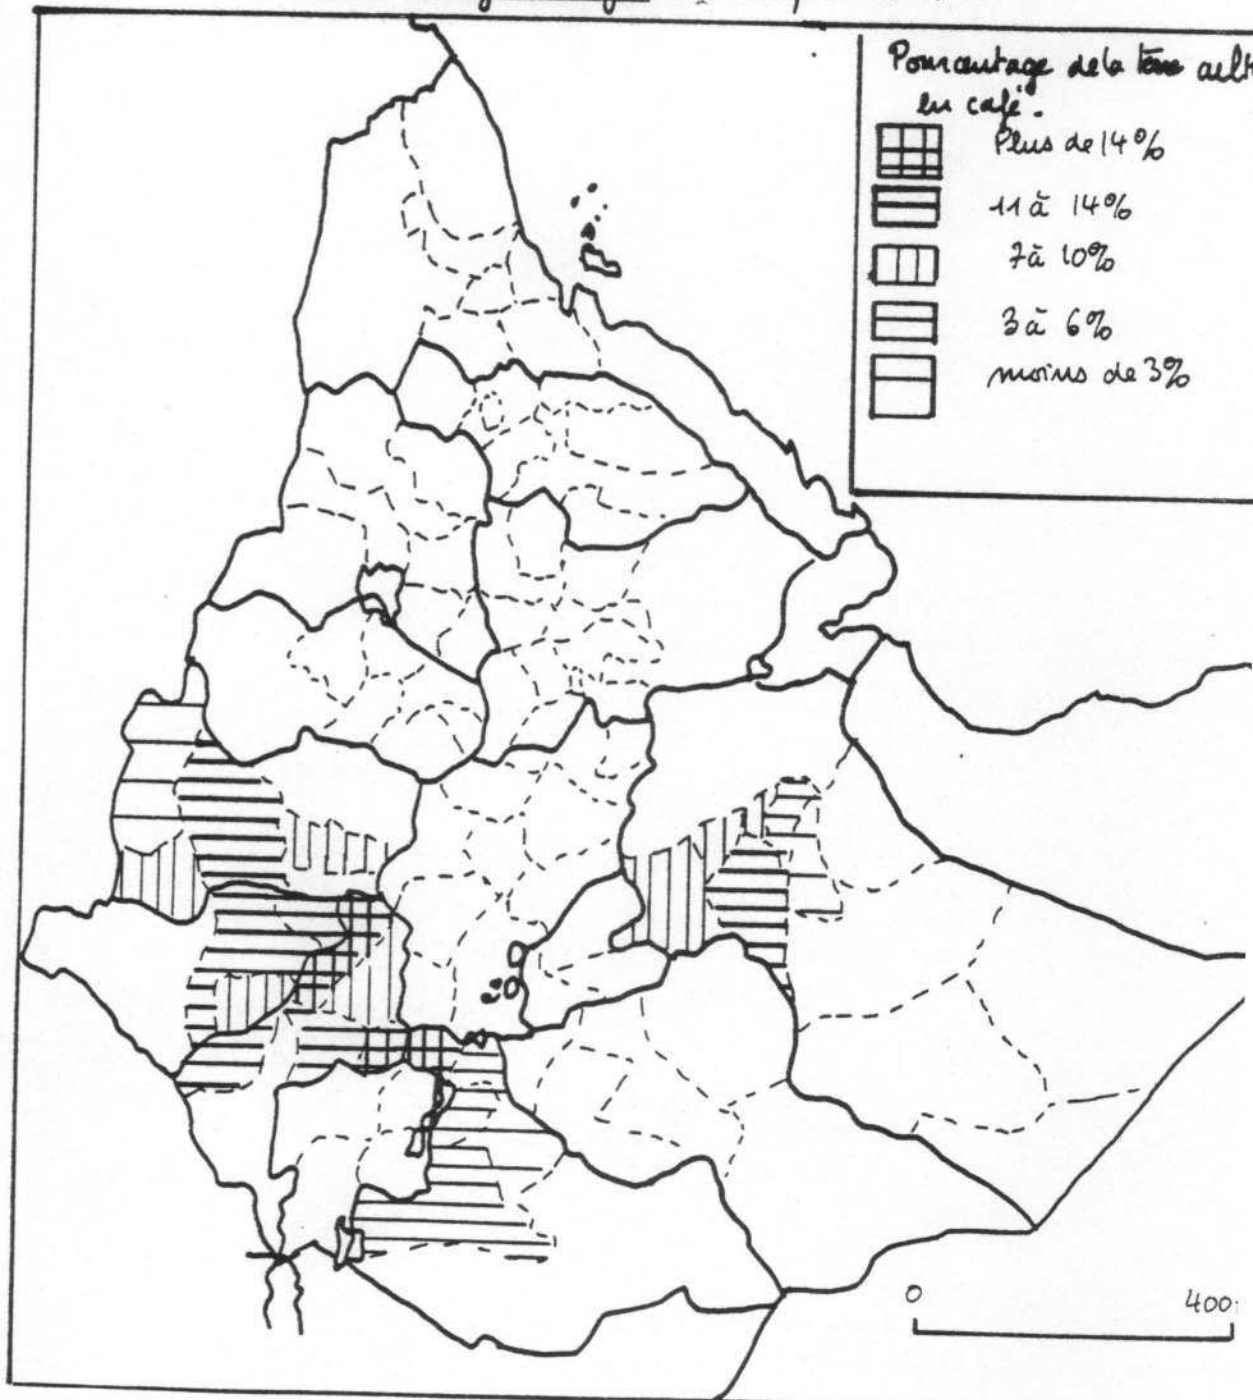 Pourcentage de la terre
en café.
Plus de 14%
11 à 14%
7 à 10%
3 à 6%
moins de 3%
0 400